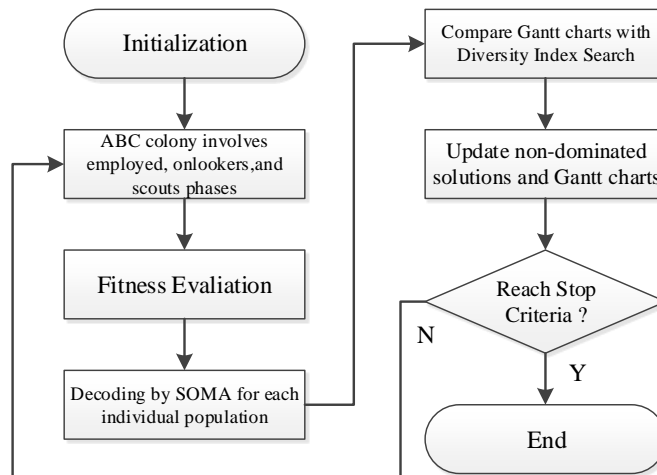 Initialization
ABC colony involves
employed, onlookers,and
scouts phases
Fitness Evaliation
Decoding by SOMA for each
individual population
Compare Gantt charts with
Diversity Index Search
Update non-dominated
solutions and Gantt charts
Reach Stop
Criteria ?
N
Y
End